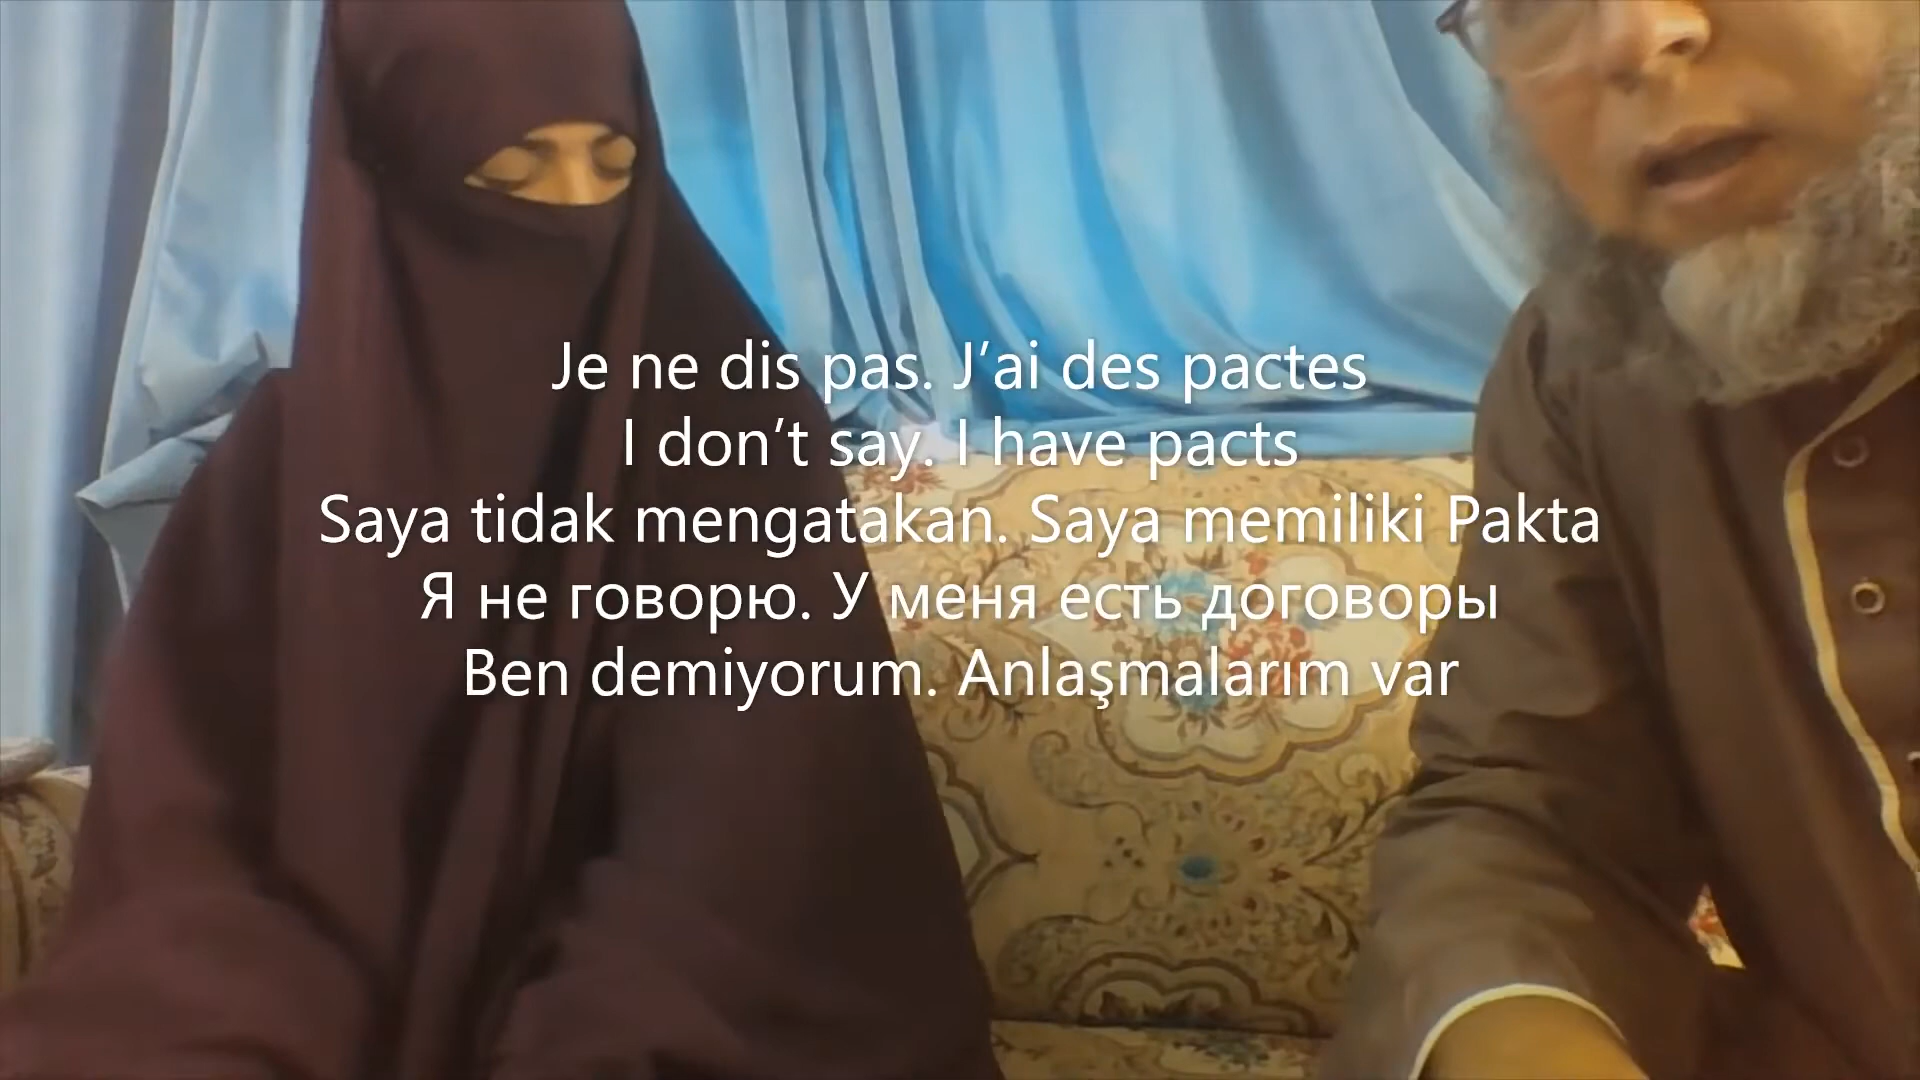 Je ne dis pas. J’ai des pactes
I don’t say. I have pacts
Saya tidak mengatakan. Saya memiliki Pakta
Я не говорю. У меня есть договоры
Ben demiyorum. Anlaşmalarım var